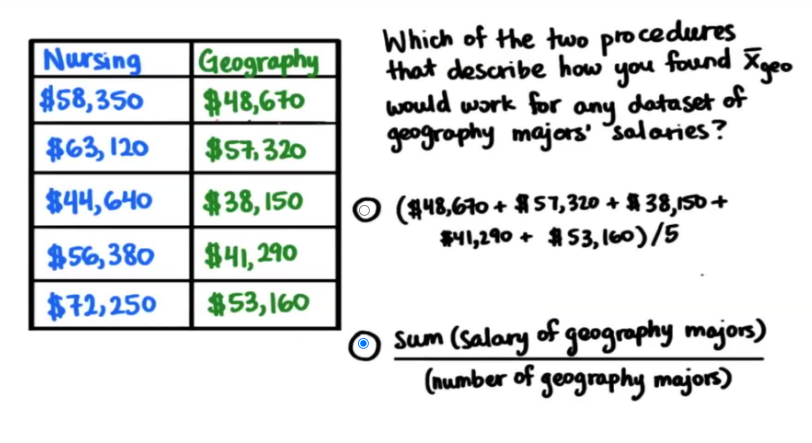 Nursing Geography
$58,350 $48,670
$63,120 $57,320
$44,640 $38,150
$56,380 $41,290
$72,250 $53,160
Which of the two procedures
that describe how you found x̄geo
would work for any dataset of
geography majors' salaries?
($48,670 + $57,320 + $38,150 +
$41,290 + $53,160)/5
sum (salary of geography majors)
(number of geography majors)